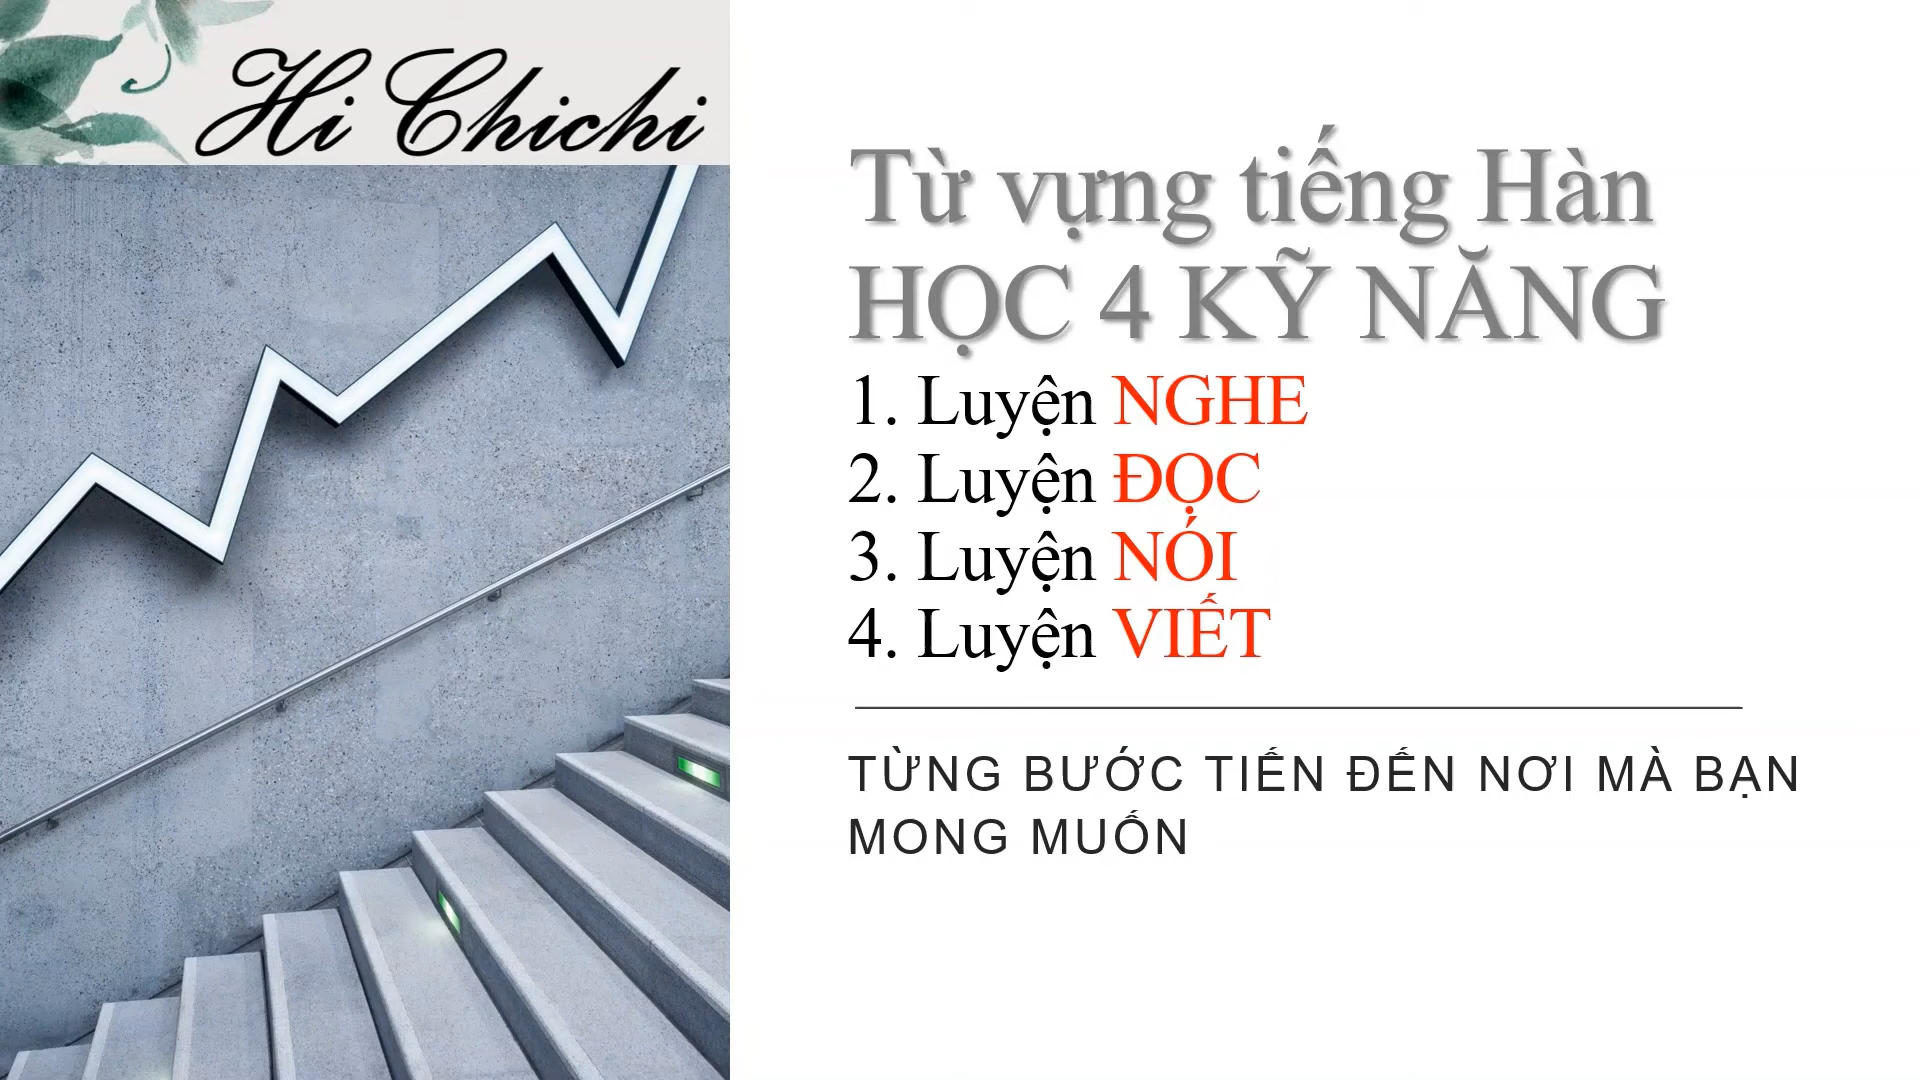 Hi Chichi
Từ vựng tiếng Hàn
HỌC 4 KỸ NĂNG
1. Luyện NGHE
2. Luyện ĐỌC
3. Luyện NÓI
4. Luyện VIẾT
TỪNG BƯỚC TIẾN ĐẾN NƠI MÀ BẠN
MONG MUỐN